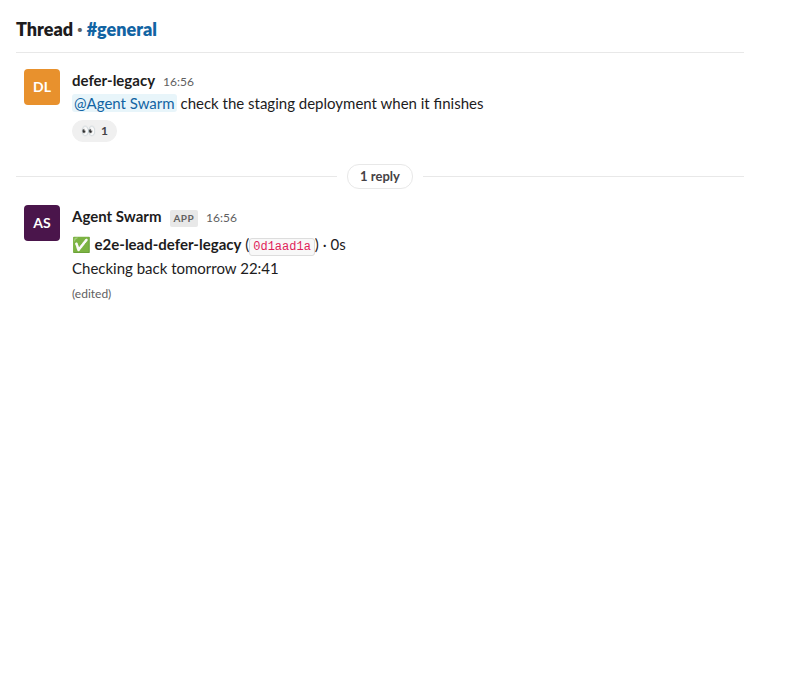 Thread • #general
DL
defer-legacy 16:56
@Agent Swarm check the staging deployment when it finishes
👀 1
1 reply
AS
Agent Swarm APP 16:56
✅ e2e-lead-defer-legacy (0d1aad1a) · 0s
Checking back tomorrow 22:41
(edited)